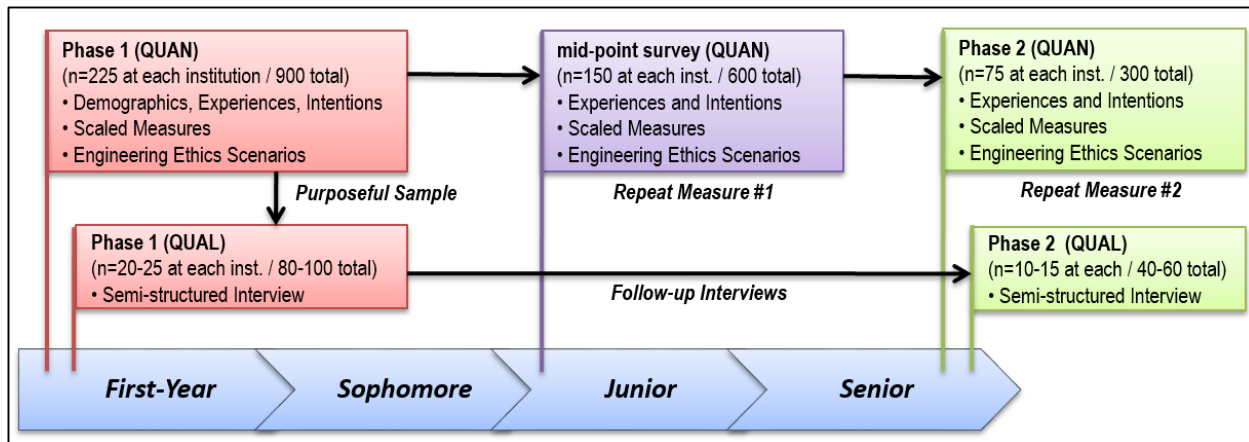 Phase 1 (QUAN)
(n=225 at each institution / 900 total)
• Demographics, Experiences, Intentions
• Scaled Measures
• Engineering Ethics Scenarios
mid-point survey (QUAN)
(n=150 at each inst. / 600 total)
• Experiences and Intentions
• Scaled Measures
• Engineering Ethics Scenarios
Phase 2 (QUAN)
(n=75 at each inst. / 300 total)
• Experiences and Intentions
• Scaled Measures
• Engineering Ethics Scenarios
Purposeful Sample
Repeat Measure #1
Repeat Measure #2
Phase 1 (QUAL)
(n=20-25 at each inst. / 80-100 total)
• Semi-structured Interview
Follow-up Interviews
Phase 2 (QUAL)
(n=10-15 at each / 40-60 total)
• Semi-structured Interview
First-Year
Sophomore
Junior
Senior